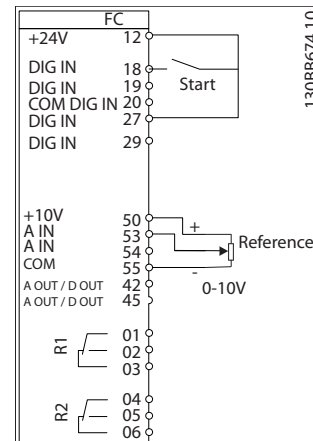 FC
+24V 12
DIG IN 18
DIG IN 19
COM DIG IN 20
DIG IN 27
DIG IN 29
Start
+10V 50
A IN 53
A IN 54
COM 55
A OUT / D OUT 42
A OUT / D OUT 45
+
-
Reference
0-10V
R1
01
02
03
R2
04
05
06
130BB674.10